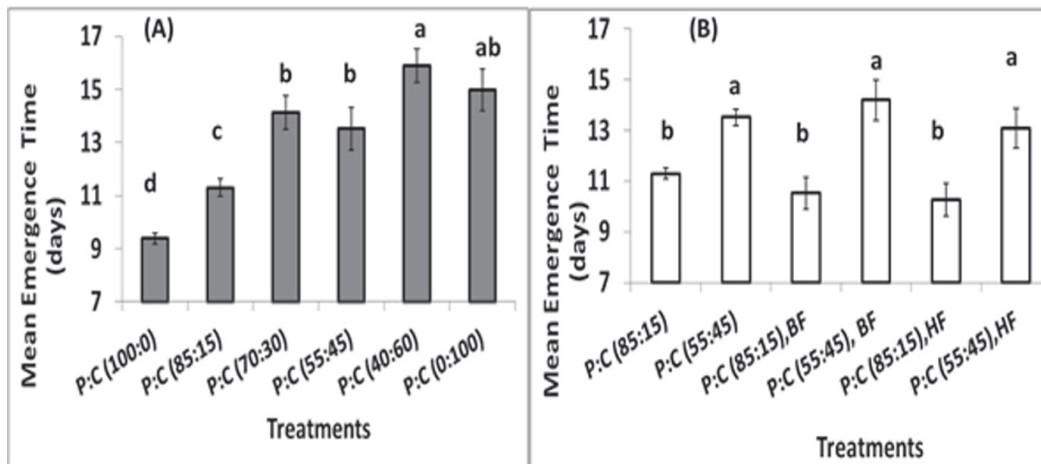 (A)
Mean Emergence Time
(days)
17
15
13
11
9
7
d
c
b
b
a
ab
P:C (100:0)
P:C (85:15)
P:C (70:30)
P:C (55:45)
P:C (40:60)
P:C (0:100)
Treatments
(B)
Mean Emergence Time
(days)
17
15
13
11
9
7
b
a
b
a
b
a
P:C (85:15)
P:C (55:45)
P:C (85:15),BF
P:C (55:45), BF
P:C (85:15),HF
P:C (55:45),HF
Treatments